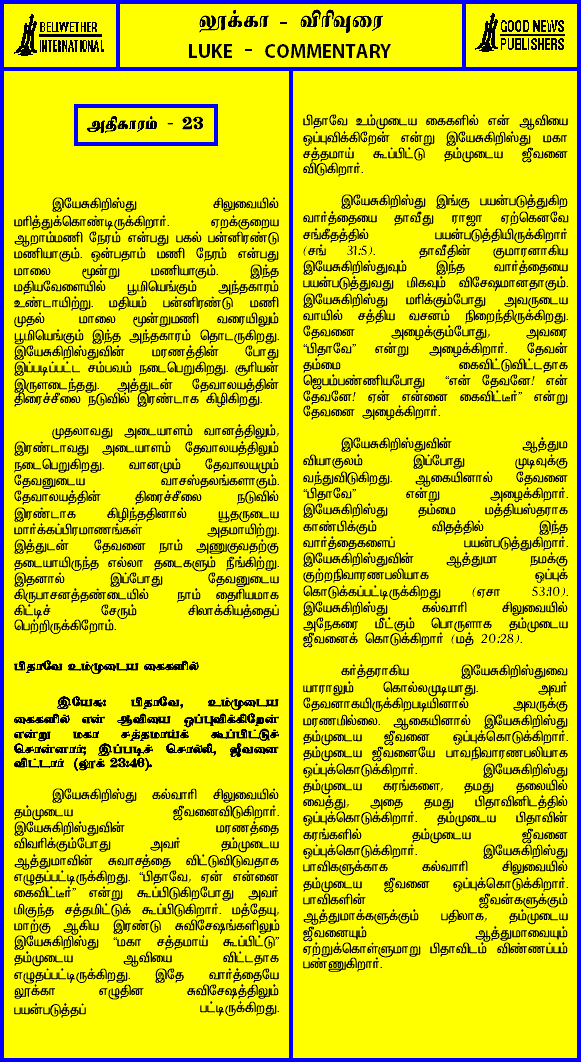 BELLWETHER
INTERNATIONAL
லூக்கா - விரிவுரை
LUKE - COMMENTARY
GOOD NEWS
PUBLISHERS
அதிகாரம் - 23
இயேசுகிறிஸ்து சிலுவையில்
மரித்துக்கொண்டிருக்கிறார். ஏறக்குறைய
ஆறாம்மணி நேரம் என்பது பகல் பன்னிரண்டு
மணியாகும். ஒன்பதாம் மணி நேரம் என்பது
மாலை மூன்று மணியாகும். இந்த
மதியவேளையில் பூமியெங்கும் அந்தகாரம்
உண்டாயிற்று. மதியம் பன்னிரண்டு மணி
முதல் மாலை மூன்றுமணி வரையிலும்
பூமியெங்கும் இந்த அந்தகாரம் தொடருகிறது.
இயேசுகிறிஸ்துவின் மரணத்தின் போது
இப்படிப்பட்ட சம்பவம் நடைபெறுகிறது. சூரியன்
இருளடைந்தது. அத்துடன் தேவாலயத்தின்
திரைச்சீலை நடுவில் இரண்டாக கிழிகிறது.
முதலாவது அடையாளம் வானத்திலும்,
இரண்டாவது அடையாளம் தேவாலயத்திலும்
நடைபெறுகிறது. வானமும் தேவாலயமும்
தேவனுடைய வாசஸ்தலங்களாகும்.
தேவாலயத்தின் திரைச்சீலை நடுவில்
இரண்டாக கிழிந்ததினால் யூதருடைய
மார்க்கப்பிரமாணங்கள் அதமாயிற்று.
இத்துடன் தேவனை நாம் அணுகுவதற்கு
தடையாயிருந்த எல்லா தடைகளும் நீங்கிற்று.
இதனால் இப்போது தேவனுடைய
கிருபாசனத்தண்டையில் நாம் தைரியமாக
கிட்டிச் சேரும் சிலாக்கியத்தைப்
பெற்றிருக்கிறோம்.
பிதாவே உம்முடைய கைகளில்
இயேசு: பிதாவே, உம்முடைய
கைகளில் என் ஆவியை ஒப்புவிக்கிறேன்
என்று மகா சத்தமாய்க் கூப்பிட்டுச்
சொன்னார்; இப்படிச் சொல்லி, ஜீவனை
விட்டார் (லூக் 23:46).
இயேசுகிறிஸ்து கல்வாரி சிலுவையில்
தம்முடைய ஜீவனைவிடுகிறார்.
இயேசுகிறிஸ்துவின் மரணத்தை
விவரிக்கும்போது அவர் தம்முடைய
ஆத்துமாவின் சுவாசத்தை விட்டுவிடுவதாக
எழுதப்பட்டிருக்கிறது. “பிதாவே, ஏன் என்னை
கைவிட்டீர்” என்று கூப்பிடுகிறபோது அவர்
மிகுந்த சத்தமிட்டுக் கூப்பிடுகிறார். மத்தேயு,
மாற்கு ஆகிய இரண்டு சுவிசேஷங்களிலும்
இயேசுகிறிஸ்து “மகா சத்தமாய் கூப்பிட்டு”
தம்முடைய ஆவியை விட்டதாக
எழுதப்பட்டிருக்கிறது. இதே வார்த்தையே
லூக்கா எழுதின சுவிசேஷத்திலும்
பயன்படுத்தப் பட்டிருக்கிறது.
பிதாவே உம்முடைய கைகளில் என் ஆவியை
ஒப்புவிக்கிறேன் என்று இயேசுகிறிஸ்து மகா
சத்தமாய் கூப்பிட்டு தம்முடைய ஜீவனை
விடுகிறார்.
இயேசுகிறிஸ்து இங்கு பயன்படுத்துகிற
வார்த்தையை தாவீது ராஜா ஏற்கெனவே
சங்கீதத்தில் பயன்படுத்தியிருக்கிறார்
(சங் 31:5). தாவீதின் குமாரனாகிய
இயேசுகிறிஸ்துவும் இந்த வார்த்தையை
பயன்படுத்துவது மிகவும் விசேஷமானதாகும்.
இயேசுகிறிஸ்து மரிக்கும்போது அவருடைய
வாயில் சத்திய வசனம் நிறைந்திருக்கிறது.
தேவனை அழைக்கும்போது, அவரை
“பிதாவே” என்று அழைக்கிறார். தேவன்
தம்மை கைவிட்டுவிட்டதாக
ஜெபம்பண்ணியபோது “என் தேவனே! என்
தேவனே! ஏன் என்னை கைவிட்டீர்” என்று
தேவனை அழைக்கிறார்.
இயேசுகிறிஸ்துவின் ஆத்தும
வியாகுலம் இப்போது முடிவுக்கு
வந்துவிடுகிறது. ஆகையினால் தேவனை
“பிதாவே” என்று அழைக்கிறார்.
இயேசுகிறிஸ்து தம்மை மத்தியஸ்தராக
காண்பிக்கும் விதத்தில் இந்த
வார்த்தைகளைப் பயன்படுத்துகிறார்.
இயேசுகிறிஸ்துவின் ஆத்துமா நமக்கு
குற்றநிவாரணபலியாக ஒப்புக்
கொடுக்கப்பட்டிருக்கிறது (ஏசா 53:10).
இயேசுகிறிஸ்து கல்வாரி சிலுவையில்
அநேகரை மீட்கும் பொருளாக தம்முடைய
ஜீவனைக் கொடுக்கிறார் (மத் 20:28).
கர்த்தராகிய இயேசுகிறிஸ்துவை
யாராலும் கொல்லமுடியாது. அவர்
தேவனாகயிருக்கிறபடியினால் அவருக்கு
மரணமில்லை. ஆகையினால் இயேசுகிறிஸ்து
தம்முடைய ஜீவனை ஒப்புக்கொடுக்கிறார்.
தம்முடைய ஜீவனையே பாவநிவாரணபலியாக
ஒப்புக்கொடுக்கிறார். இயேசுகிறிஸ்து
தம்முடைய கரங்களை, தமது தலையில்
வைத்து, அதை தமது பிதாவினிடத்தில்
ஒப்புக்கொடுக்கிறார். தம்முடைய பிதாவின்
கரங்களில் தம்முடைய ஜீவனை
ஒப்புக்கொடுக்கிறார். இயேசுகிறிஸ்து
பாவிகளுக்காக கல்வாரி சிலுவையில்
தம்முடைய ஜீவனை ஒப்புக்கொடுக்கிறார்.
பாவிகளின் ஜீவன்களுக்கும்
ஆத்துமாக்களுக்கும் பதிலாக, தம்முடைய
ஜீவனையும் ஆத்துமாவையும்
ஏற்றுக்கொள்ளுமாறு பிதாவிடம் விண்ணப்பம்
பண்ணுகிறார்.